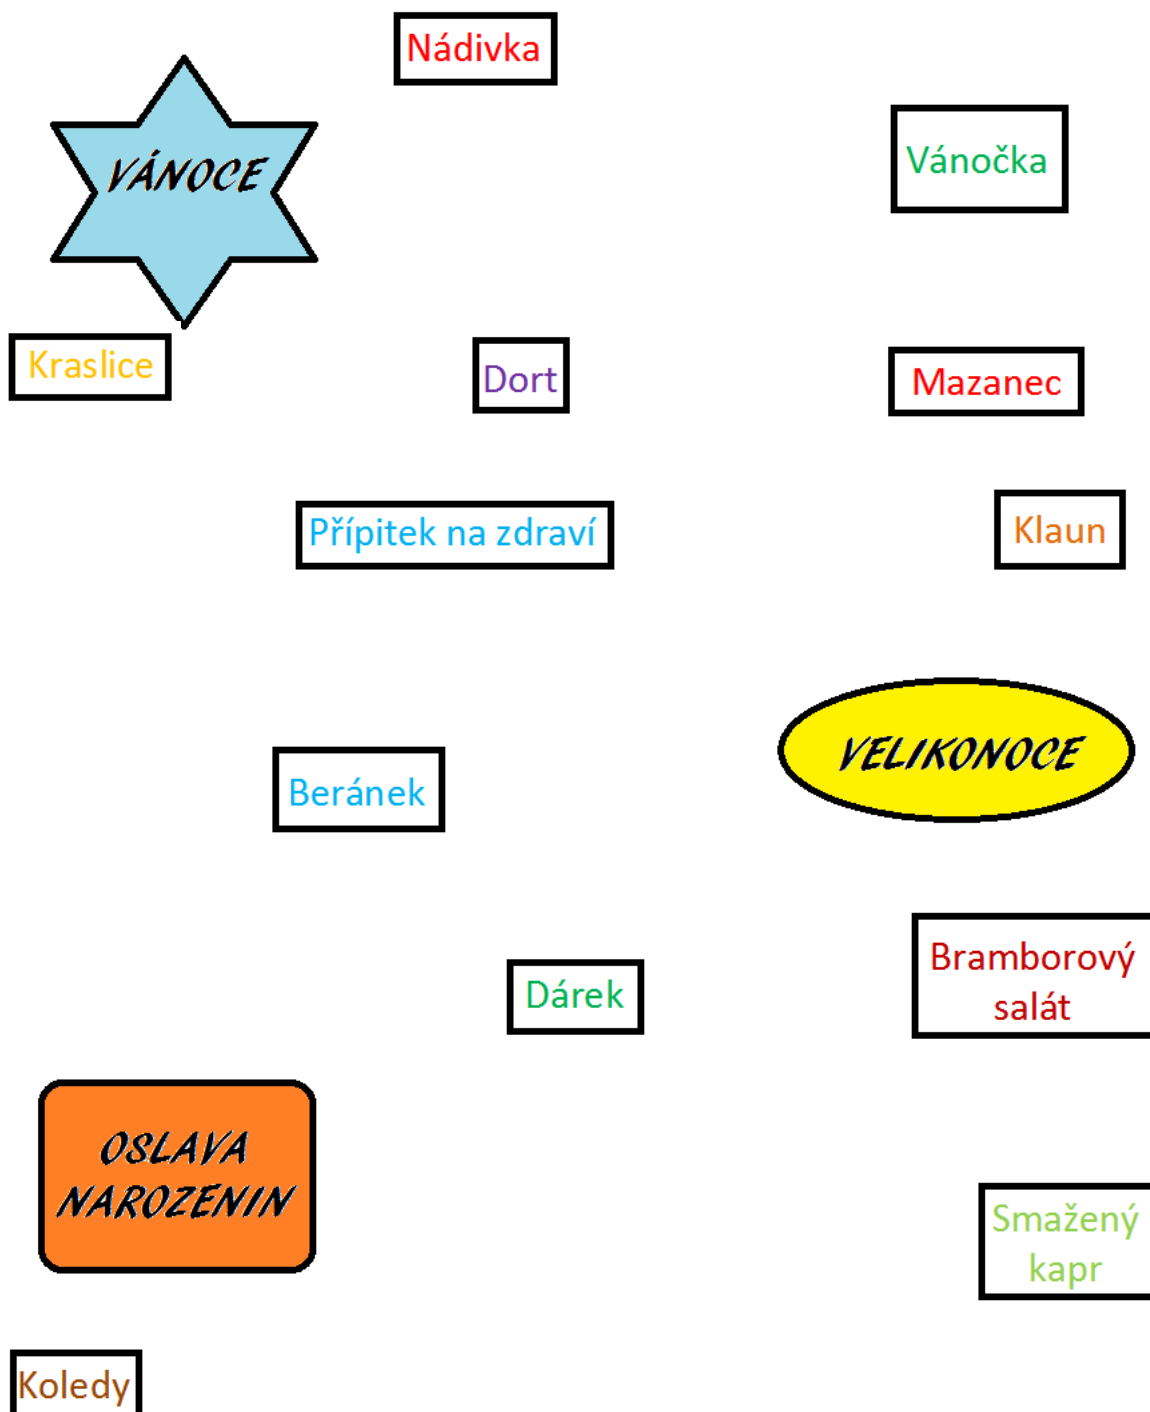 Nádivka
VÁNOCE
Vánočka
Kraslice
Dort
Mazanec
Přípitek na zdraví
Klaun
VELIKONOCE
Beránek
Bramborový
salát
Dárek
OSLAVA
NAROZENIN
Smažený
kapr
Koledy